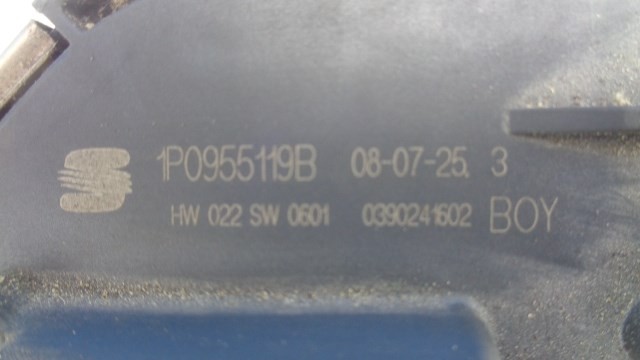 1P0955119B 08-07-25. 3
HW 022 SW 0601 0390241602 BOY